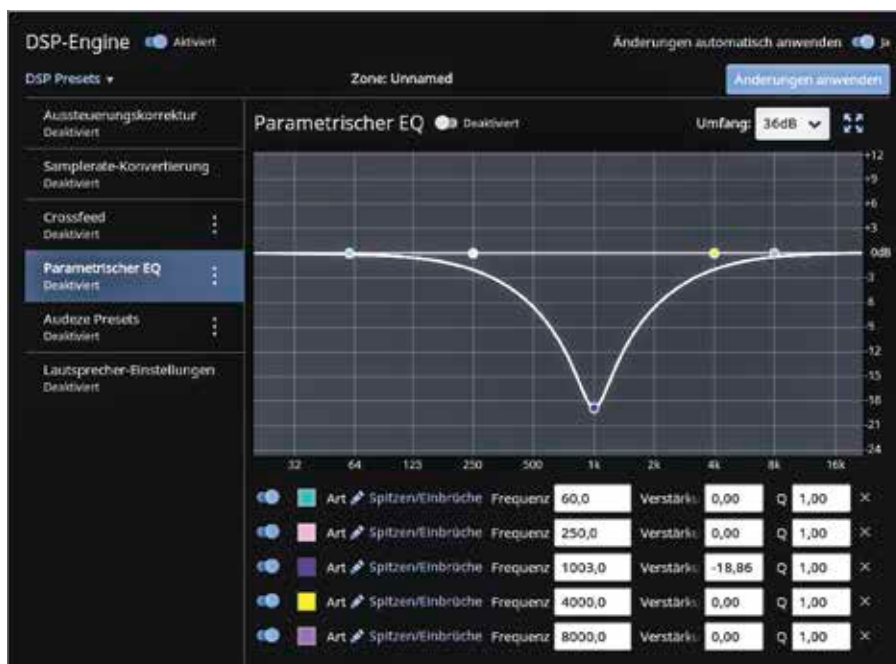 DSP-Engine Aktiviert Änderungen automatisch anwenden Ja
DSP Presets Zone: Unnamed Änderungen anwenden
Aussteuerungskorrektur
Deaktiviert
Samplerate-Konvertierung
Deaktiviert
Crossfeed
Deaktiviert
Parametrischer EQ
Deaktiviert
Audeze Presets
Deaktiviert
Lautsprecher-Einstellungen
Deaktiviert
Parametrischer EQ Deaktiviert Umfang: 36dB
+12
+9
+6
+3
0dB
-3
-6
-9
-12
-15
-18
-21
-24
32 64 125 250 500 1k 2k 4k 8k 16k
Art Spitzen/Einbrüche Frequenz 60,0 Verstärk 0,00 Q 1,00 ×
Art Spitzen/Einbrüche Frequenz 250,0 Verstärk 0,00 Q 1,00 ×
Art Spitzen/Einbrüche Frequenz 1003,0 Verstärk -18,86 Q 1,00 ×
Art Spitzen/Einbrüche Frequenz 4000,0 Verstärk 0,00 Q 1,00 ×
Art Spitzen/Einbrüche Frequenz 8000,0 Verstärk 0,00 Q 1,00 ×